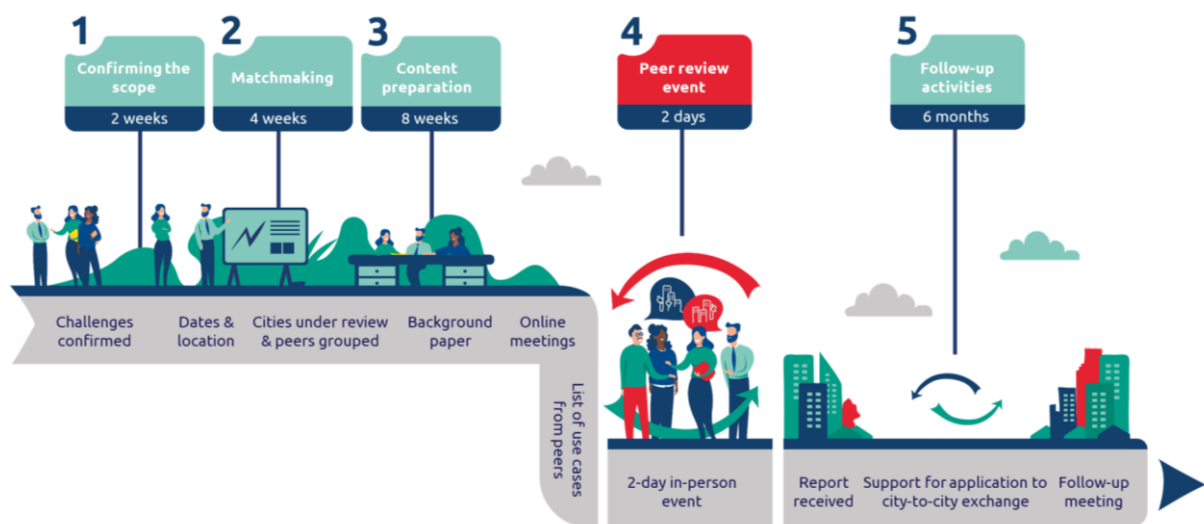 1
Confirming the
scope
2 weeks
2
Matchmaking
4 weeks
3
Content
preparation
8 weeks
4
Peer review
event
2 days
5
Follow-up
activities
6 months
Challenges
confirmed
Dates &
location
Cities under review
& peers grouped
Background
paper
Online
meetings
List of use cases
from peers
2-day in-person
event
Report
received
Support for application to
city-to-city exchange
Follow-up
meeting